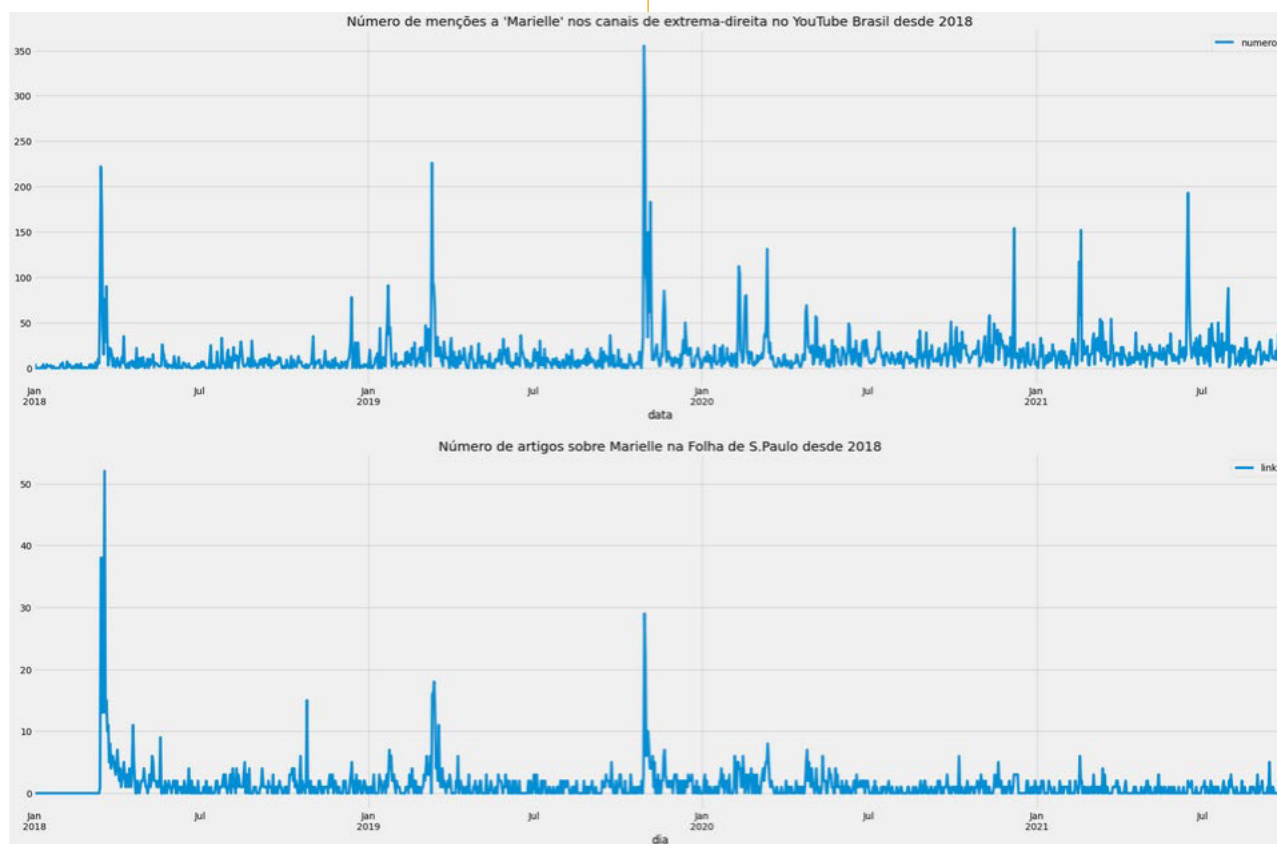 Número de menções a 'Marielle' nos canais de extrema-direita no YouTube Brasil desde 2018
numero
350
300
250
200
150
100
50
0
Jan Jul Jan Jul Jan Jul Jan Jul
2018 2019 2020 2021
data
Número de artigos sobre Marielle na Folha de S.Paulo desde 2018
link
50
40
30
20
10
0
Jan Jul Jan Jul Jan Jul Jan Jul
2018 2019 2020 2021
dia